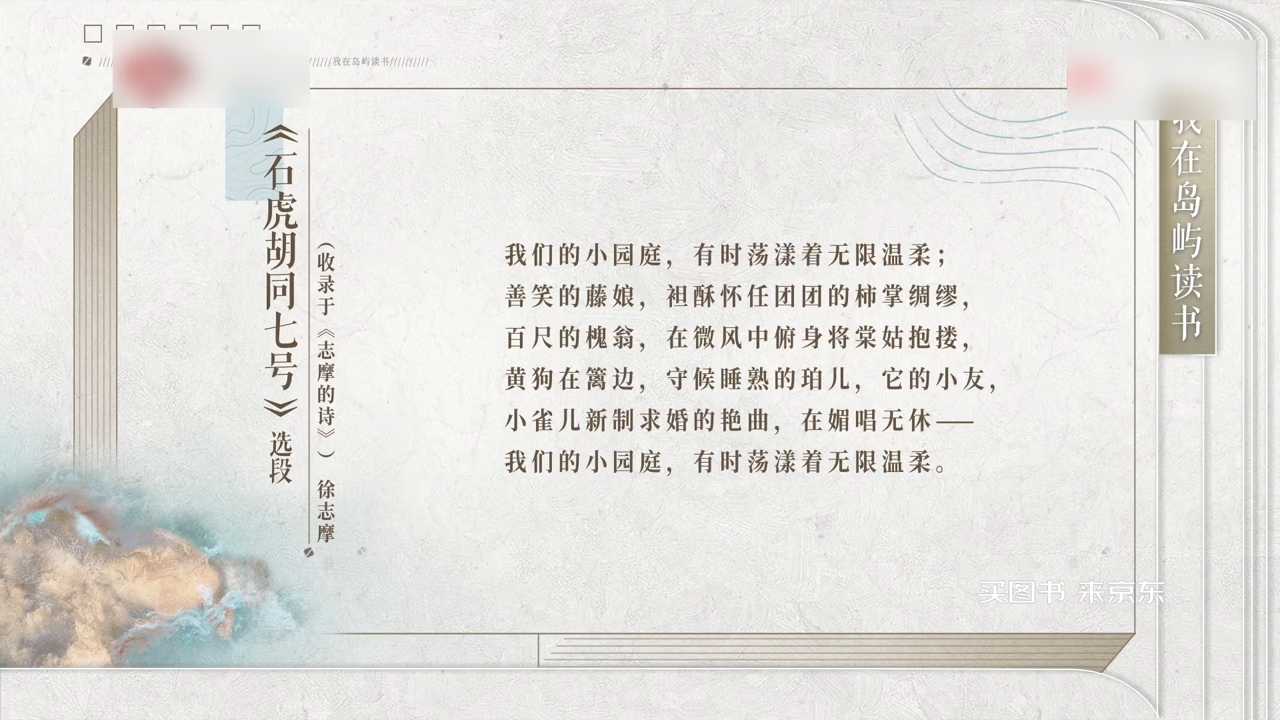 我在岛屿读书
《石虎胡同七号》选段
(收录于《志摩的诗》) 徐志摩
我们的小园庭，有时荡漾着无限温柔；
善笑的藤娘，袒酥怀任团团的柿掌绸缪，
百尺的槐翁，在微风中俯身将棠姑抱搂，
黄狗在篱边，守候睡熟的珀儿，它的小友，
小雀儿新制求婚的艳曲，在媚唱无休——
我们的小园庭，有时荡漾着无限温柔。
我在岛屿读书
买图书 来京东